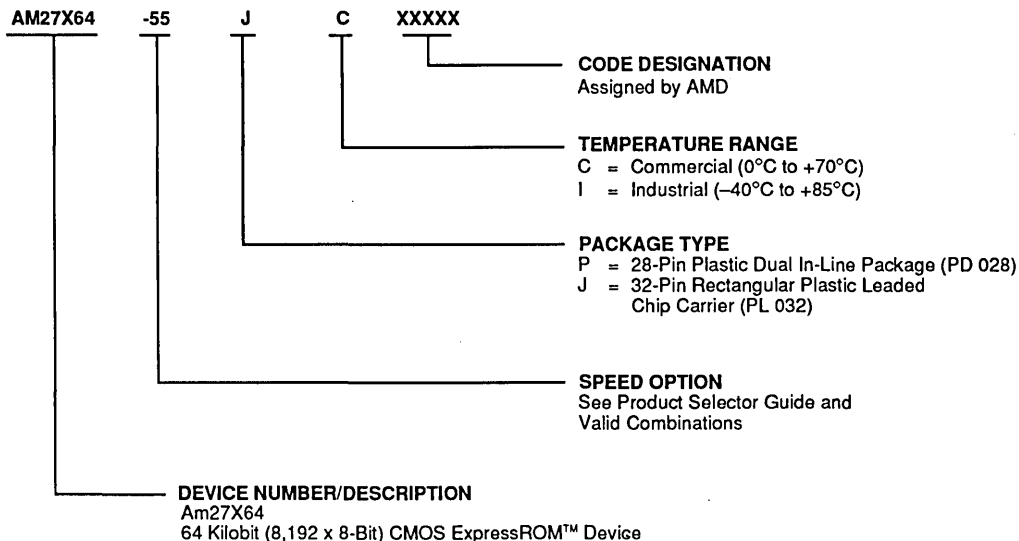 AM27X64 -55 J C XXXXX
CODE DESIGNATION
Assigned by AMD
TEMPERATURE RANGE
C = Commercial (0°C to +70°C)
I = Industrial (–40°C to +85°C)
PACKAGE TYPE
P = 28-Pin Plastic Dual In-Line Package (PD 028)
J = 32-Pin Rectangular Plastic Leaded
Chip Carrier (PL 032)
SPEED OPTION
See Product Selector Guide and
Valid Combinations
DEVICE NUMBER/DESCRIPTION
Am27X64
64 Kilobit (8,192 x 8-Bit) CMOS ExpressROM™ Device